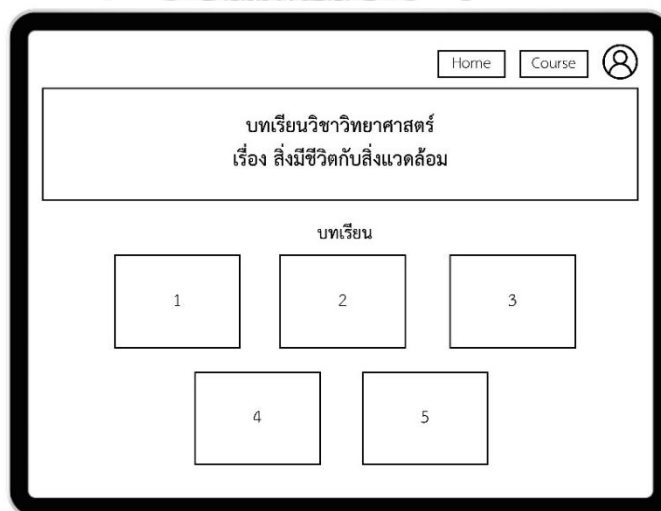 Home Course
บทเรียนวิชาวิทยาศาสตร์
เรื่อง สิ่งมีชีวิตกับสิ่งแวดล้อม
บทเรียน
1 2 3
4 5